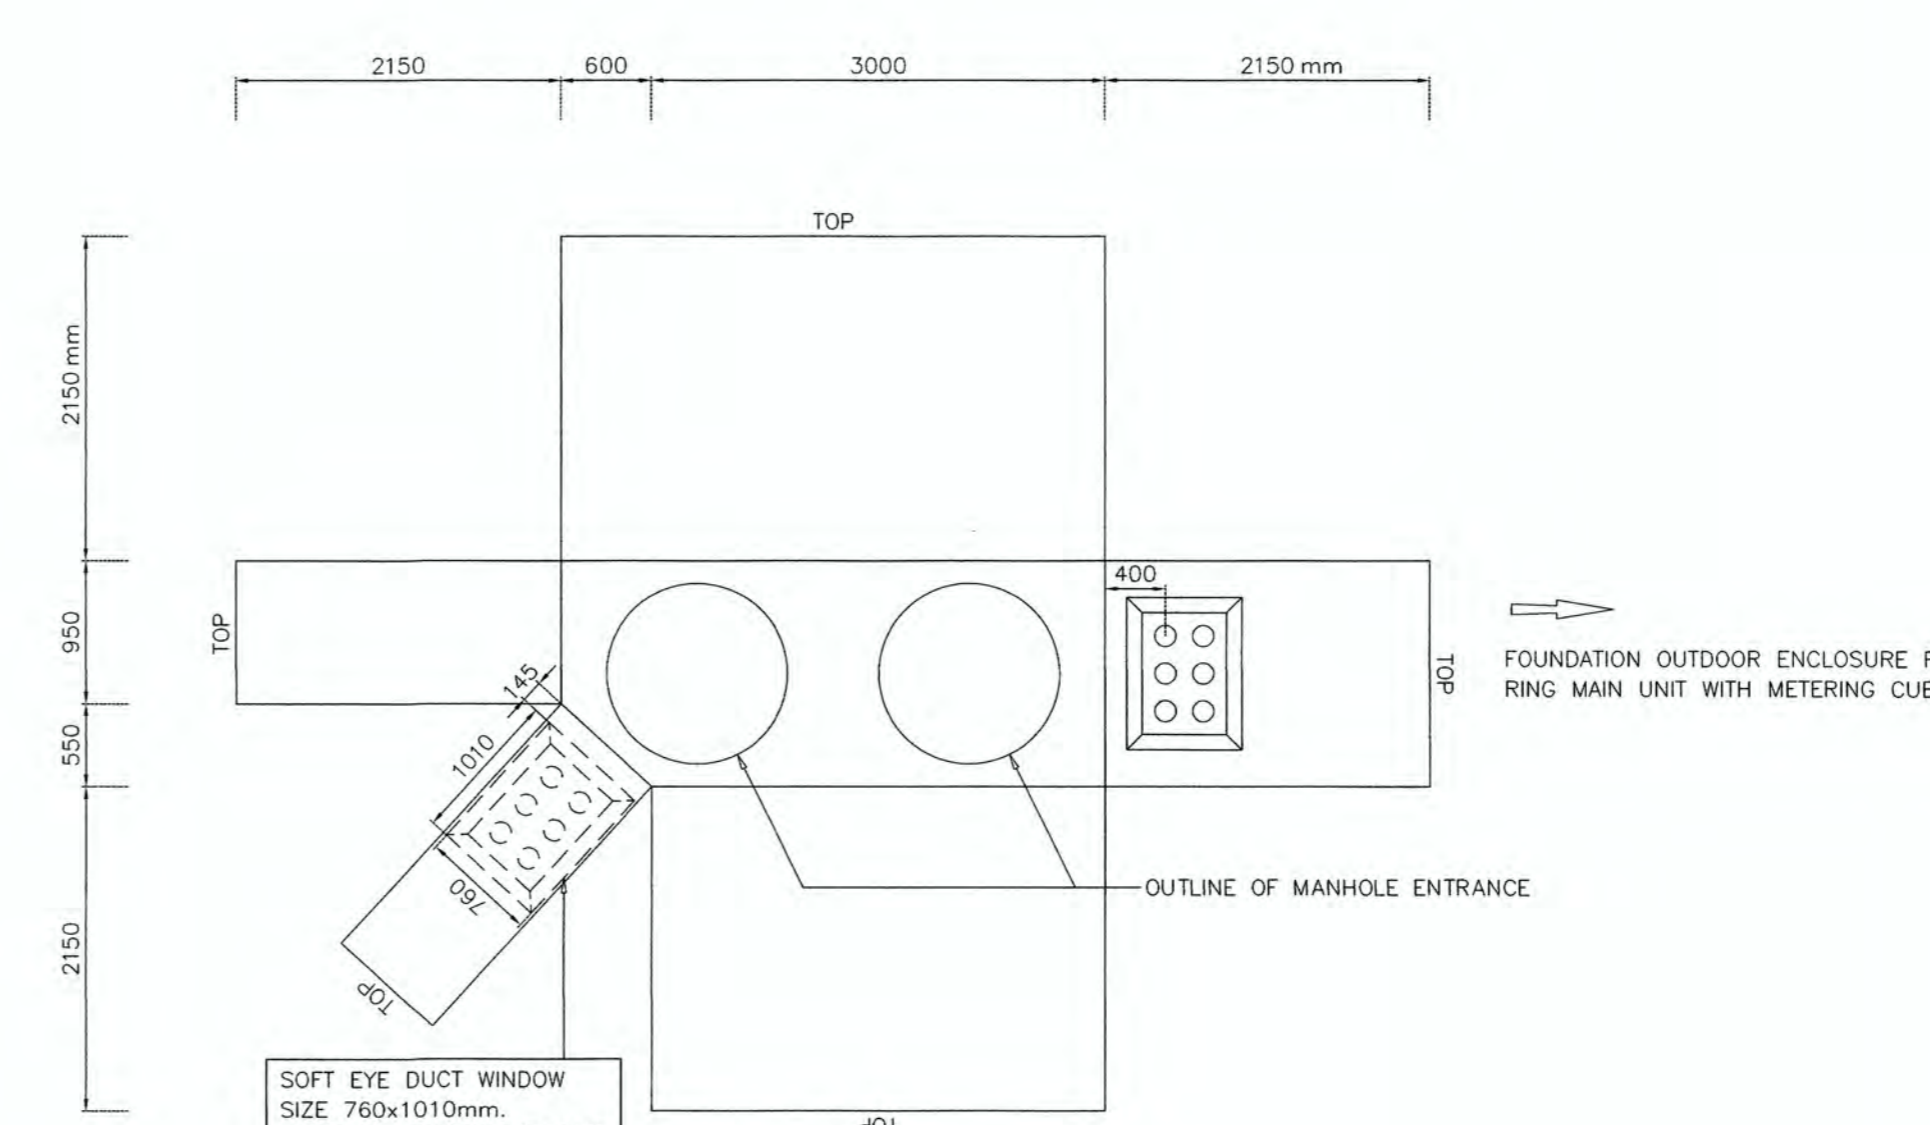 2150
600
3000
2150 mm
TOP
2150 mm
400
950
TOP
145
TOP
FOUNDATION OUTDOOR ENCLOSURE
RING MAIN UNIT WITH METERING
550
1010
760
OUTLINE OF MANHOLE ENTRANCE
2150
TOP
SOFT EYE DUCT WINDOW
SIZE 760x1010mm.
TOP